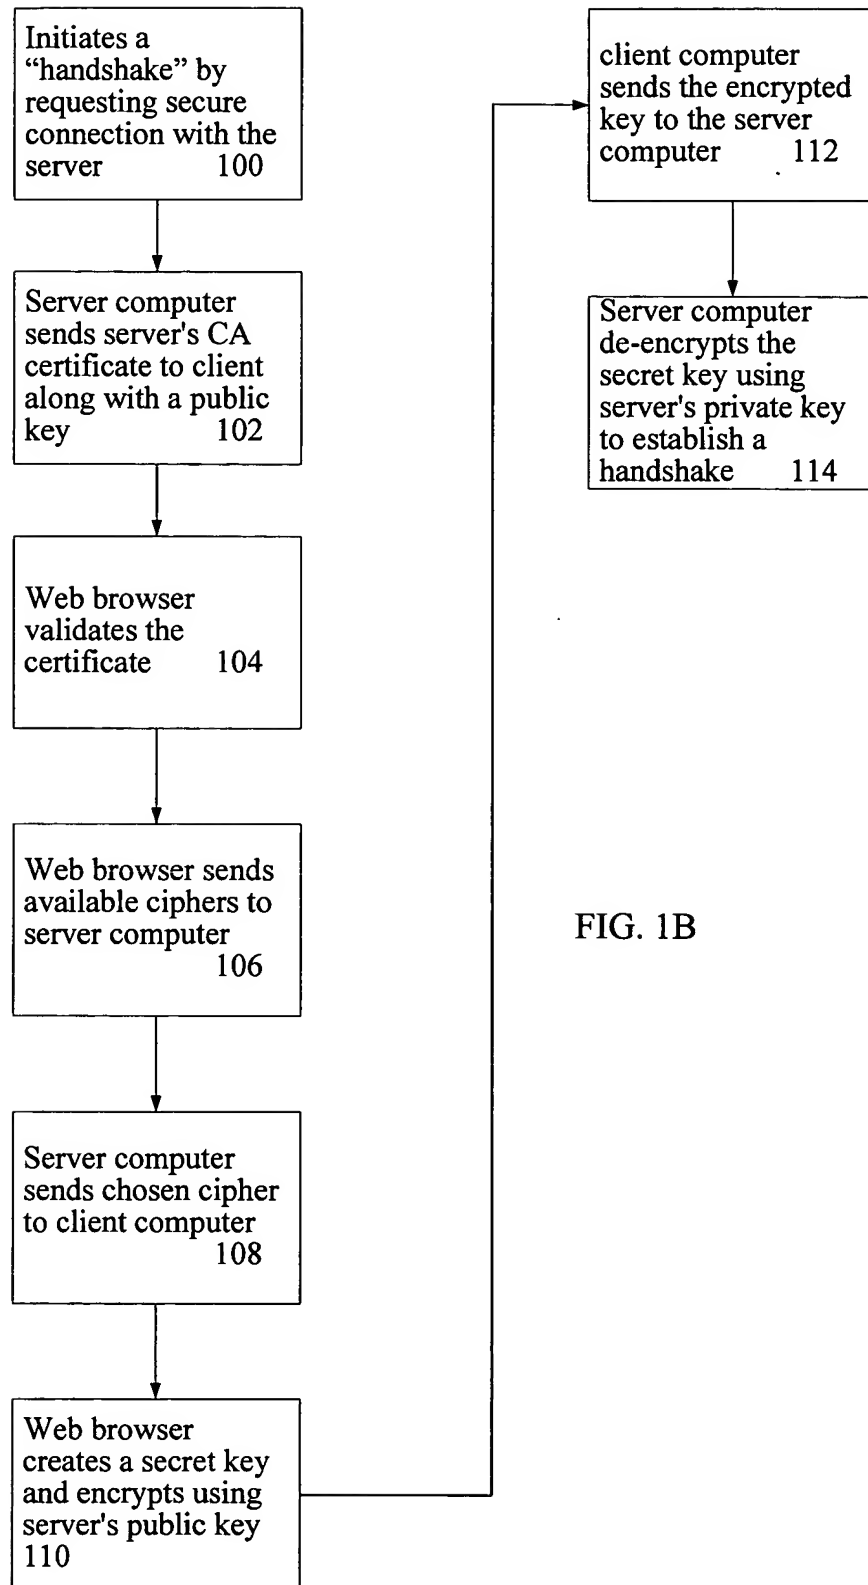 Initiates a
“handshake” by
requesting secure
connection with the
server 100
Server computer
sends server's CA
certificate to client
along with a public
key 102
Web browser
validates the
certificate 104
Web browser sends
available ciphers to
server computer
106
Server computer
sends chosen cipher
to client computer
108
Web browser
creates a secret key
and encrypts using
server's public key
110
client computer
sends the encrypted
key to the server
computer 112
Server computer
de-encrypts the
secret key using
server's private key
to establish a
handshake 114
FIG. 1B